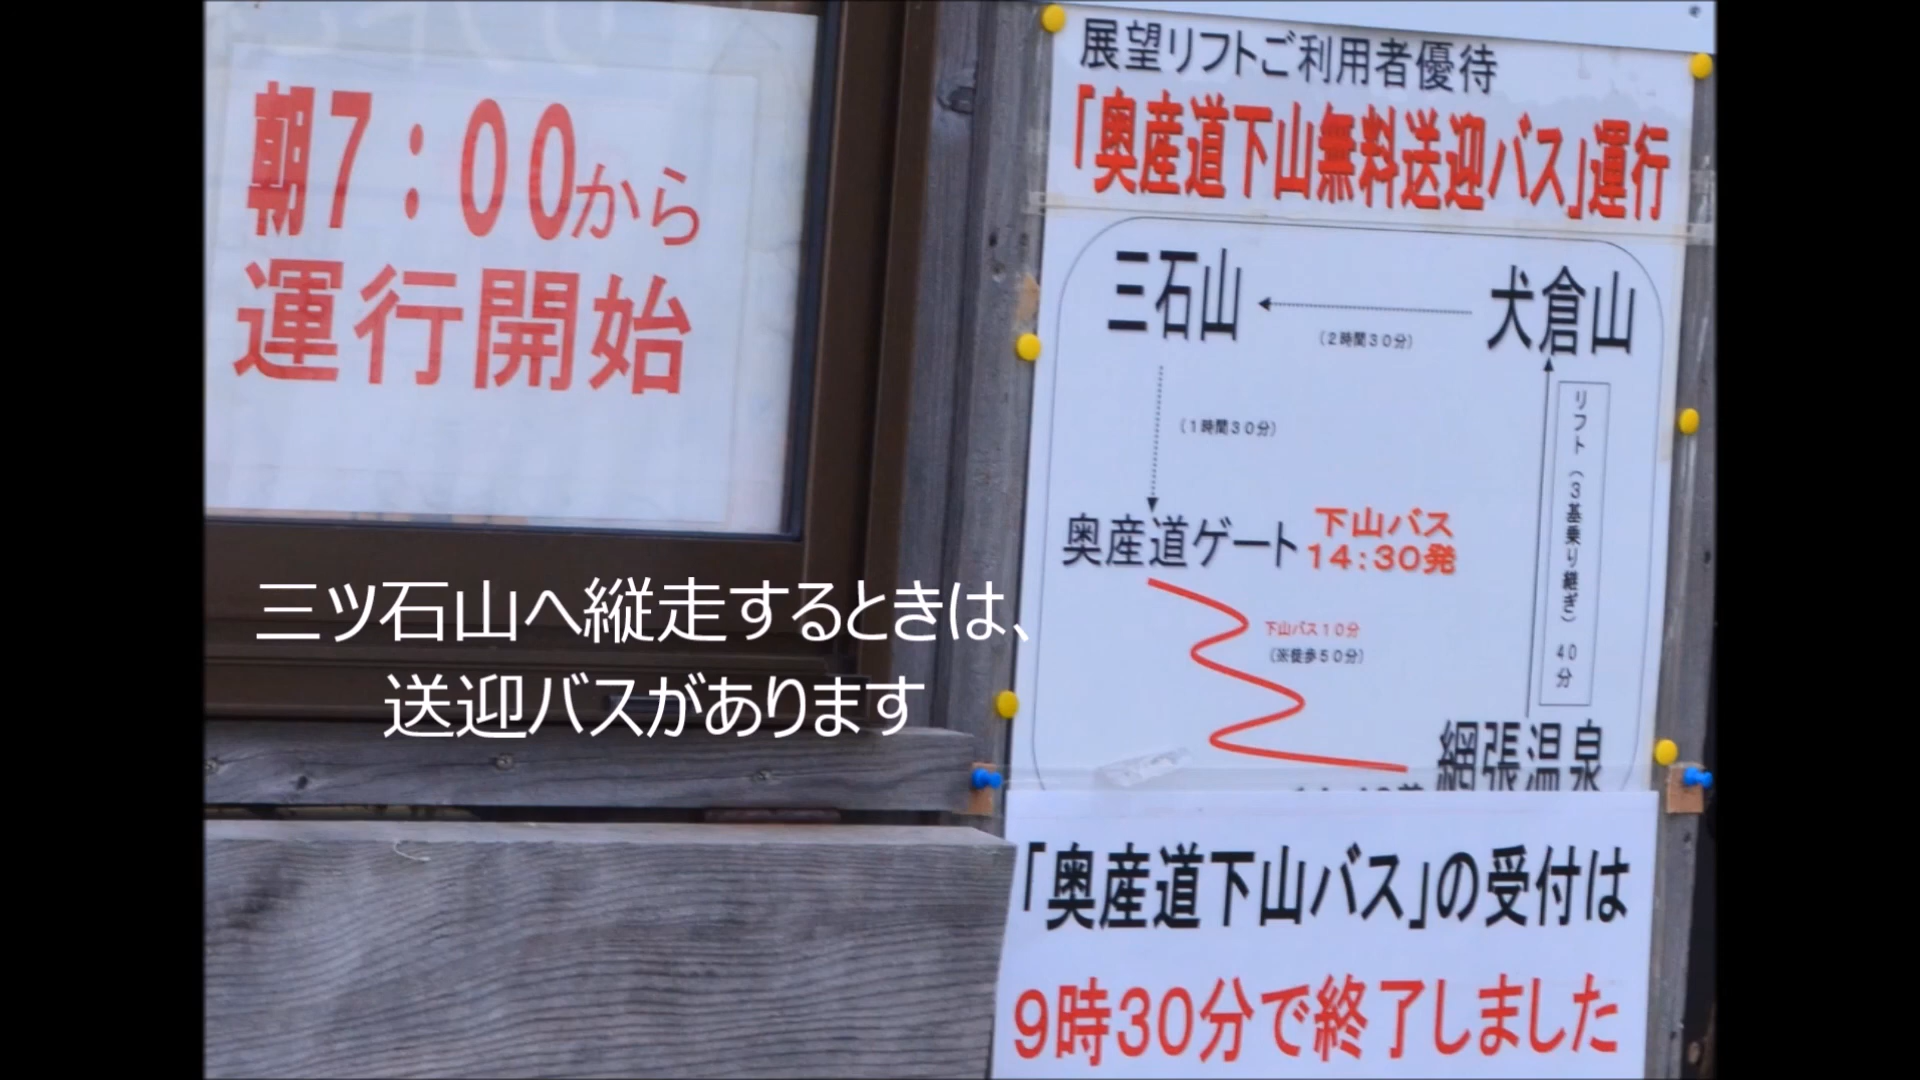 朝7:00から
運行開始
展望リフトご利用者優待
「奥産道下山無料送迎バス」運行
三石山
犬倉山
(2時間30分)
(1時間30分)
リフト(3基乗り継ぎ) 40分
奥産道ゲート
下山バス
14:30発
下山バス10分
(※徒歩50分)
網張温泉
「奥産道下山バス」の受付は
9時30分で終了しました
三ツ石山へ縦走するときは、
送迎バスがあります